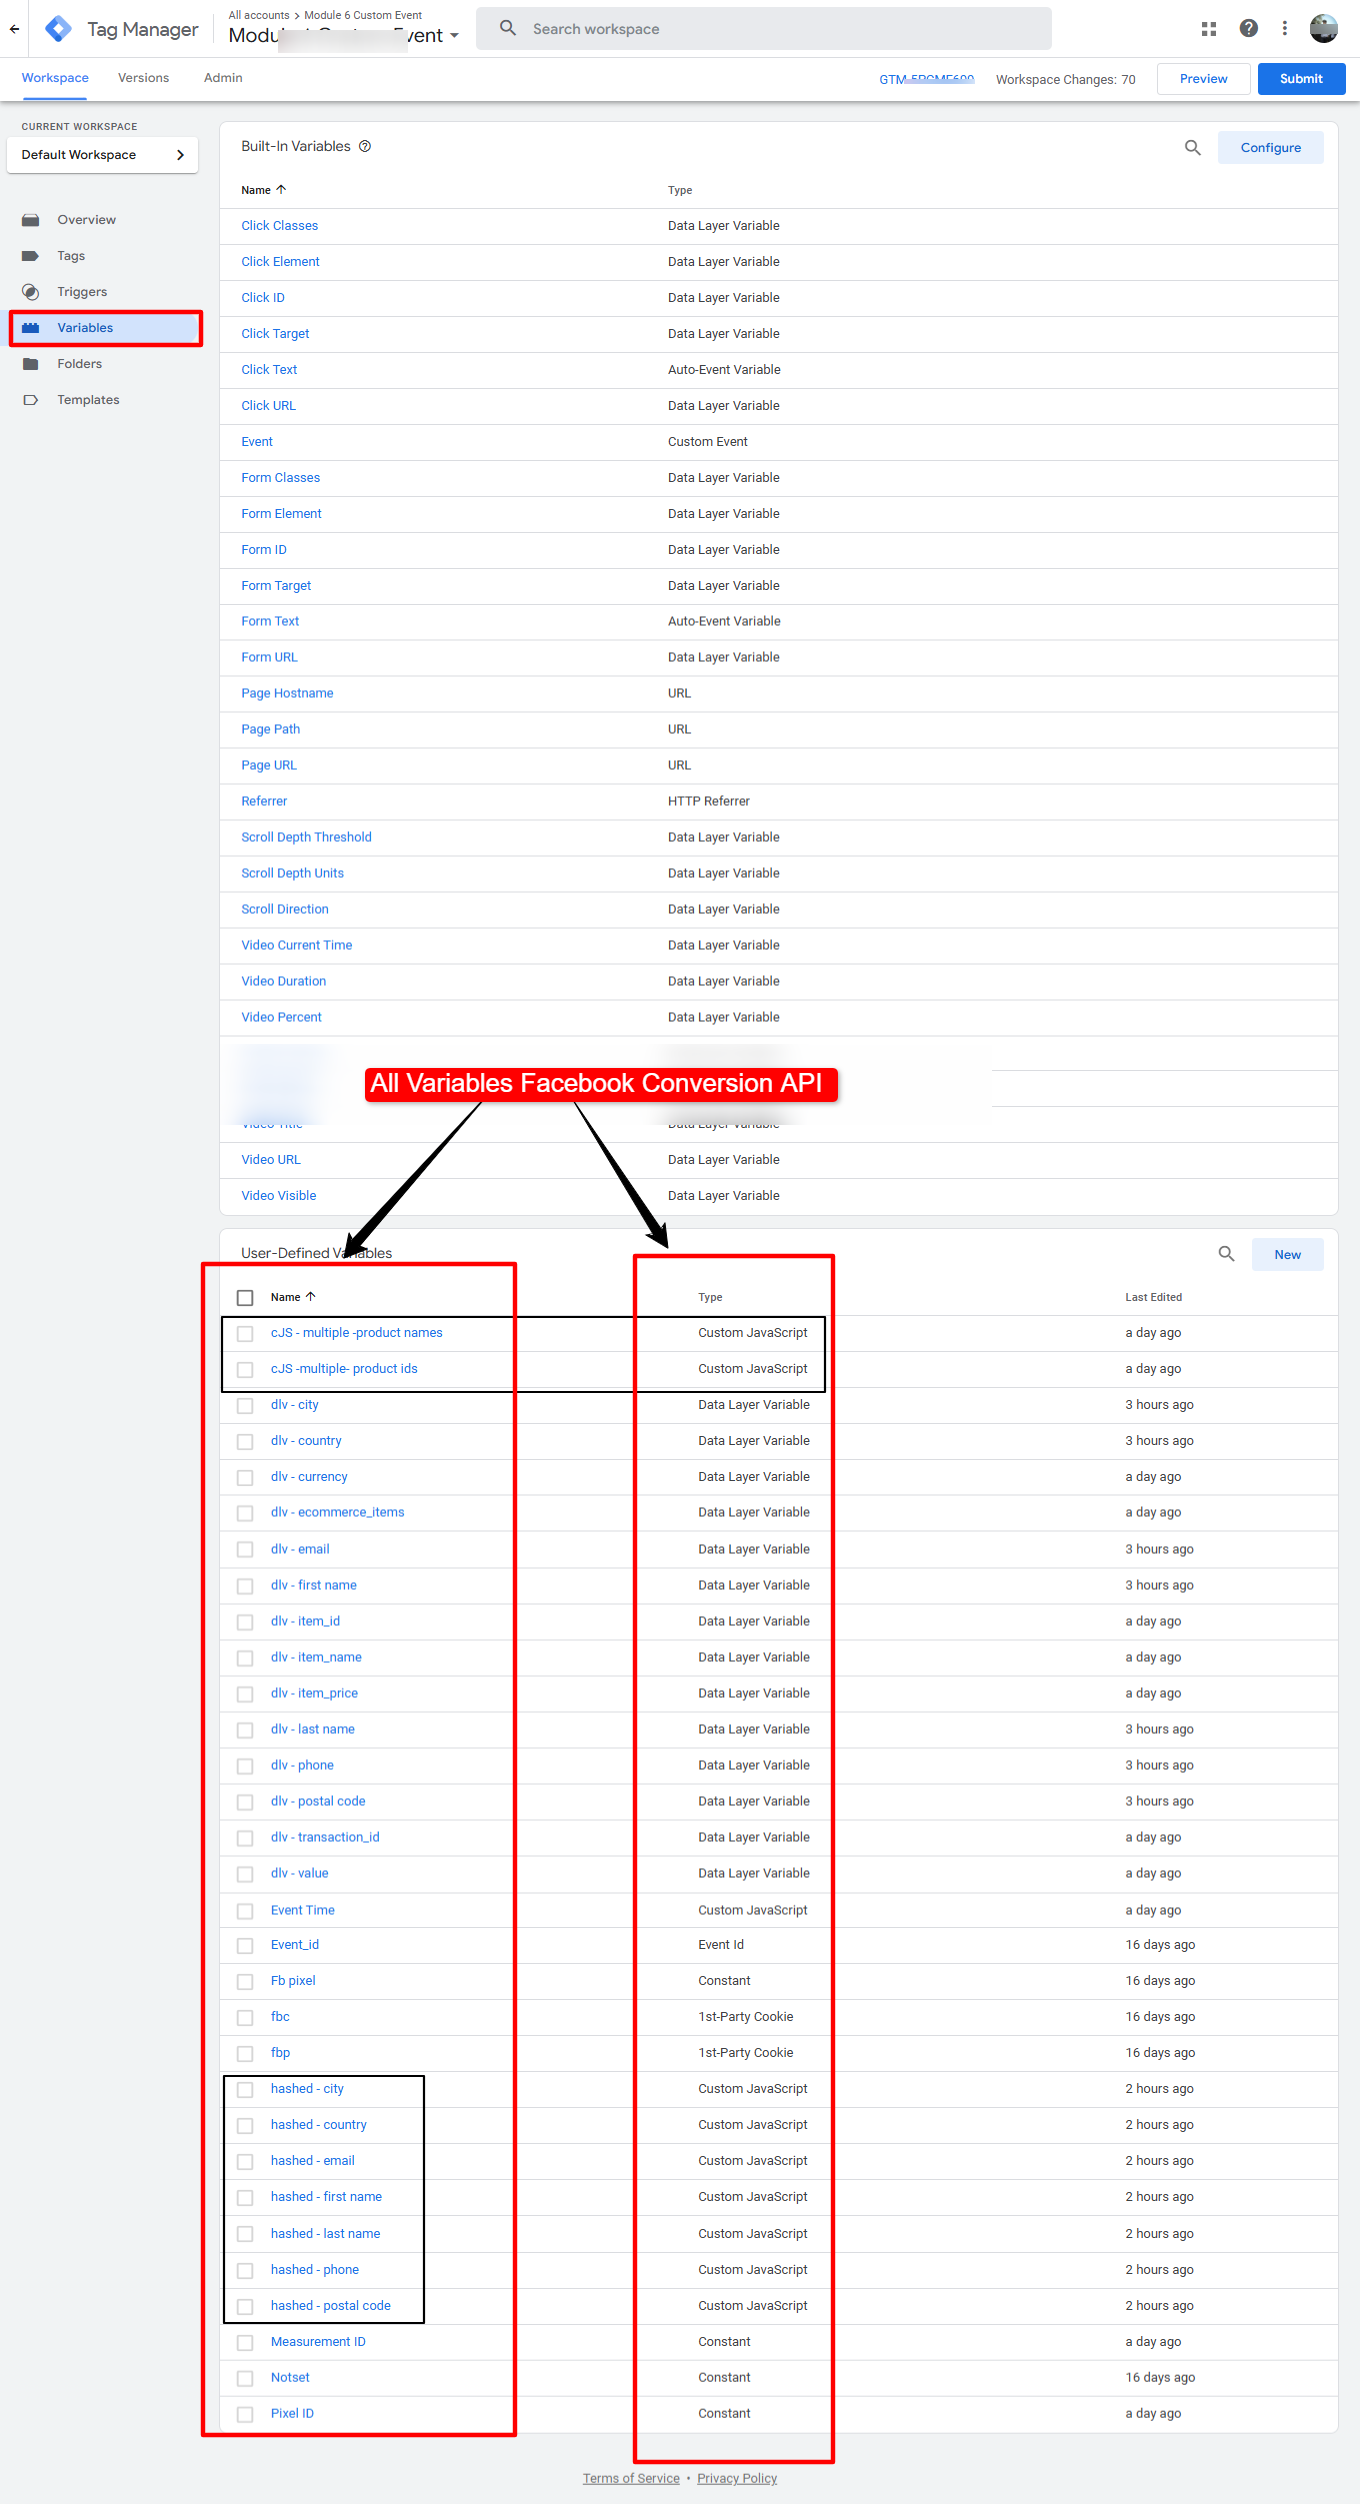 All accounts > Module 6 Custom Event
Tag Manager
Search workspace
Workspace Versions Admin
Workspace Changes: 70 Preview Submit
CURRENT WORKSPACE
Default Workspace
Overview
Tags
Triggers
Variables
Folders
Templates
Built-In Variables Configure
Name Type
Click Classes Data Layer Variable
Click Element Data Layer Variable
Click ID Data Layer Variable
Click Target Data Layer Variable
Click Text Auto-Event Variable
Click URL Data Layer Variable
Event Custom Event
Form Classes Data Layer Variable
Form Element Data Layer Variable
Form ID Data Layer Variable
Form Target Data Layer Variable
Form Text Auto-Event Variable
Form URL Data Layer Variable
Page Hostname URL
Page Path URL
Page URL URL
Referrer HTTP Referrer
Scroll Depth Threshold Data Layer Variable
Scroll Depth Units Data Layer Variable
Scroll Direction Data Layer Variable
Video Current Time Data Layer Variable
Video Duration Data Layer Variable
Video Percent Data Layer Variable
All Variables Facebook Conversion API
Video Title Data Layer Variable
Video URL Data Layer Variable
Video Visible Data Layer Variable
User-Defined Variables New
Name Type Last Edited
cJS - multiple -product names Custom JavaScript a day ago
cJS -multiple- product ids Custom JavaScript a day ago
dlv - city Data Layer Variable 3 hours ago
dlv - country Data Layer Variable 3 hours ago
dlv - currency Data Layer Variable a day ago
dlv - ecommerce_items Data Layer Variable a day ago
dlv - email Data Layer Variable 3 hours ago
dlv - first name Data Layer Variable 3 hours ago
dlv - item_id Data Layer Variable a day ago
dlv - item_name Data Layer Variable a day ago
dlv - item_price Data Layer Variable a day ago
dlv - last name Data Layer Variable 3 hours ago
dlv - phone Data Layer Variable 3 hours ago
dlv - postal code Data Layer Variable 3 hours ago
dlv - transaction_id Data Layer Variable a day ago
dlv - value Data Layer Variable a day ago
Event Time Custom JavaScript a day ago
Event_id Event Id 16 days ago
Fb pixel Constant 16 days ago
fbc 1st-Party Cookie 16 days ago
fbp 1st-Party Cookie 16 days ago
hashed - city Custom JavaScript 2 hours ago
hashed - country Custom JavaScript 2 hours ago
hashed - email Custom JavaScript 2 hours ago
hashed - first name Custom JavaScript 2 hours ago
hashed - last name Custom JavaScript 2 hours ago
hashed - phone Custom JavaScript 2 hours ago
hashed - postal code Custom JavaScript 2 hours ago
Measurement ID Constant a day ago
Notset Constant 16 days ago
Pixel ID Constant a day ago
Terms of Service • Privacy Policy